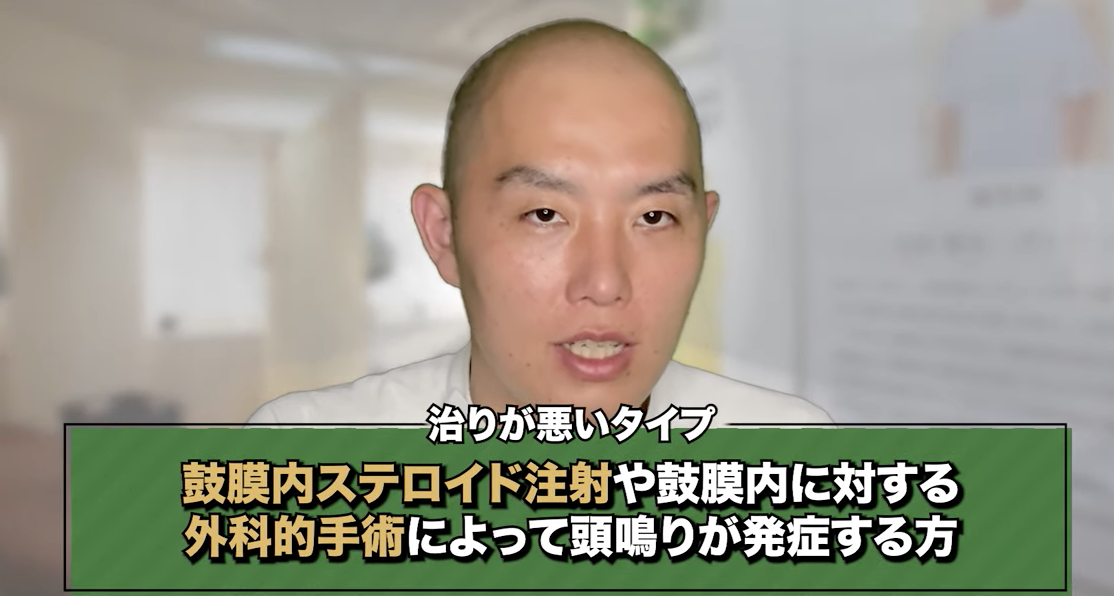 治りが悪いタイプ
鼓膜内ステロイド注射や鼓膜内に対する
外科的手術によって頭鳴りが発症する方